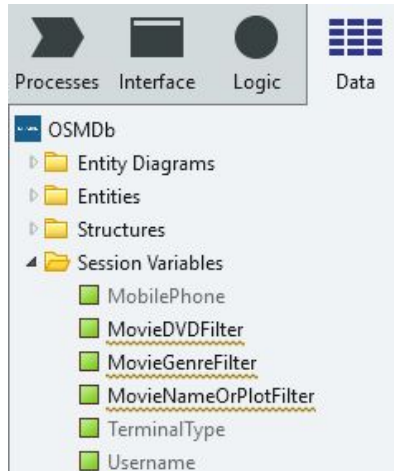 Processes Interface Logic Data
OSMDb
Entity Diagrams
Entities
Structures
Session Variables
MobilePhone
MovieDVDFilter
MovieGenreFilter
MovieNameOrPlotFilter
TerminalType
Username